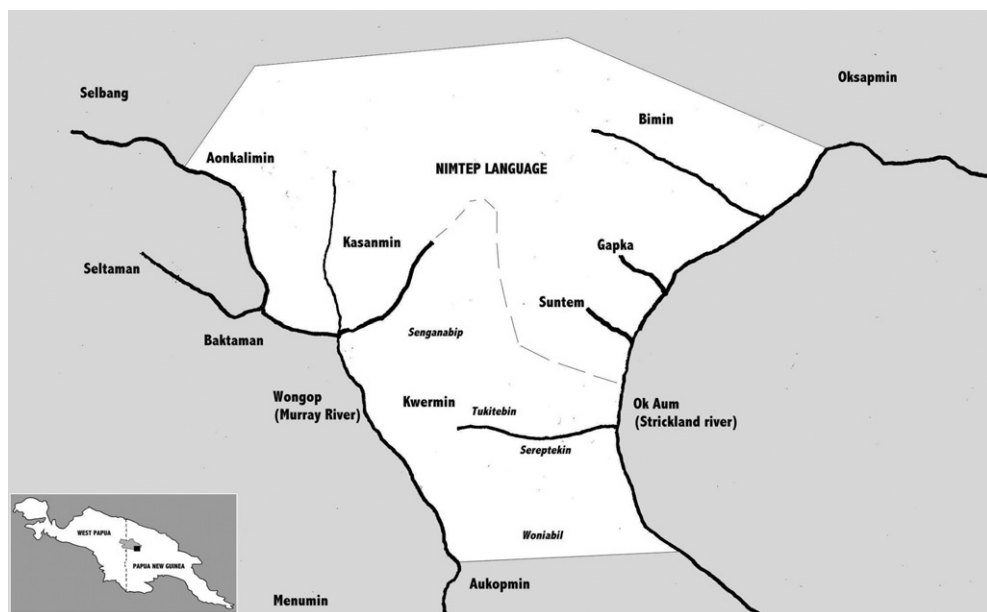 Selbang
Oksapmin
Bimin
Aonkalimin
NIMTEP LANGUAGE
Kasanmin
Gapka
Seltaman
Suntem
Senganabip
Baktaman
Wongop
(Murray River)
Kwermin
Tukitebin
Ok Aum
(Strickland river)
Sereptekin
WEST PAPUA
PAPUA NEW GUINEA
Woniabil
Aukopmin
Menumin